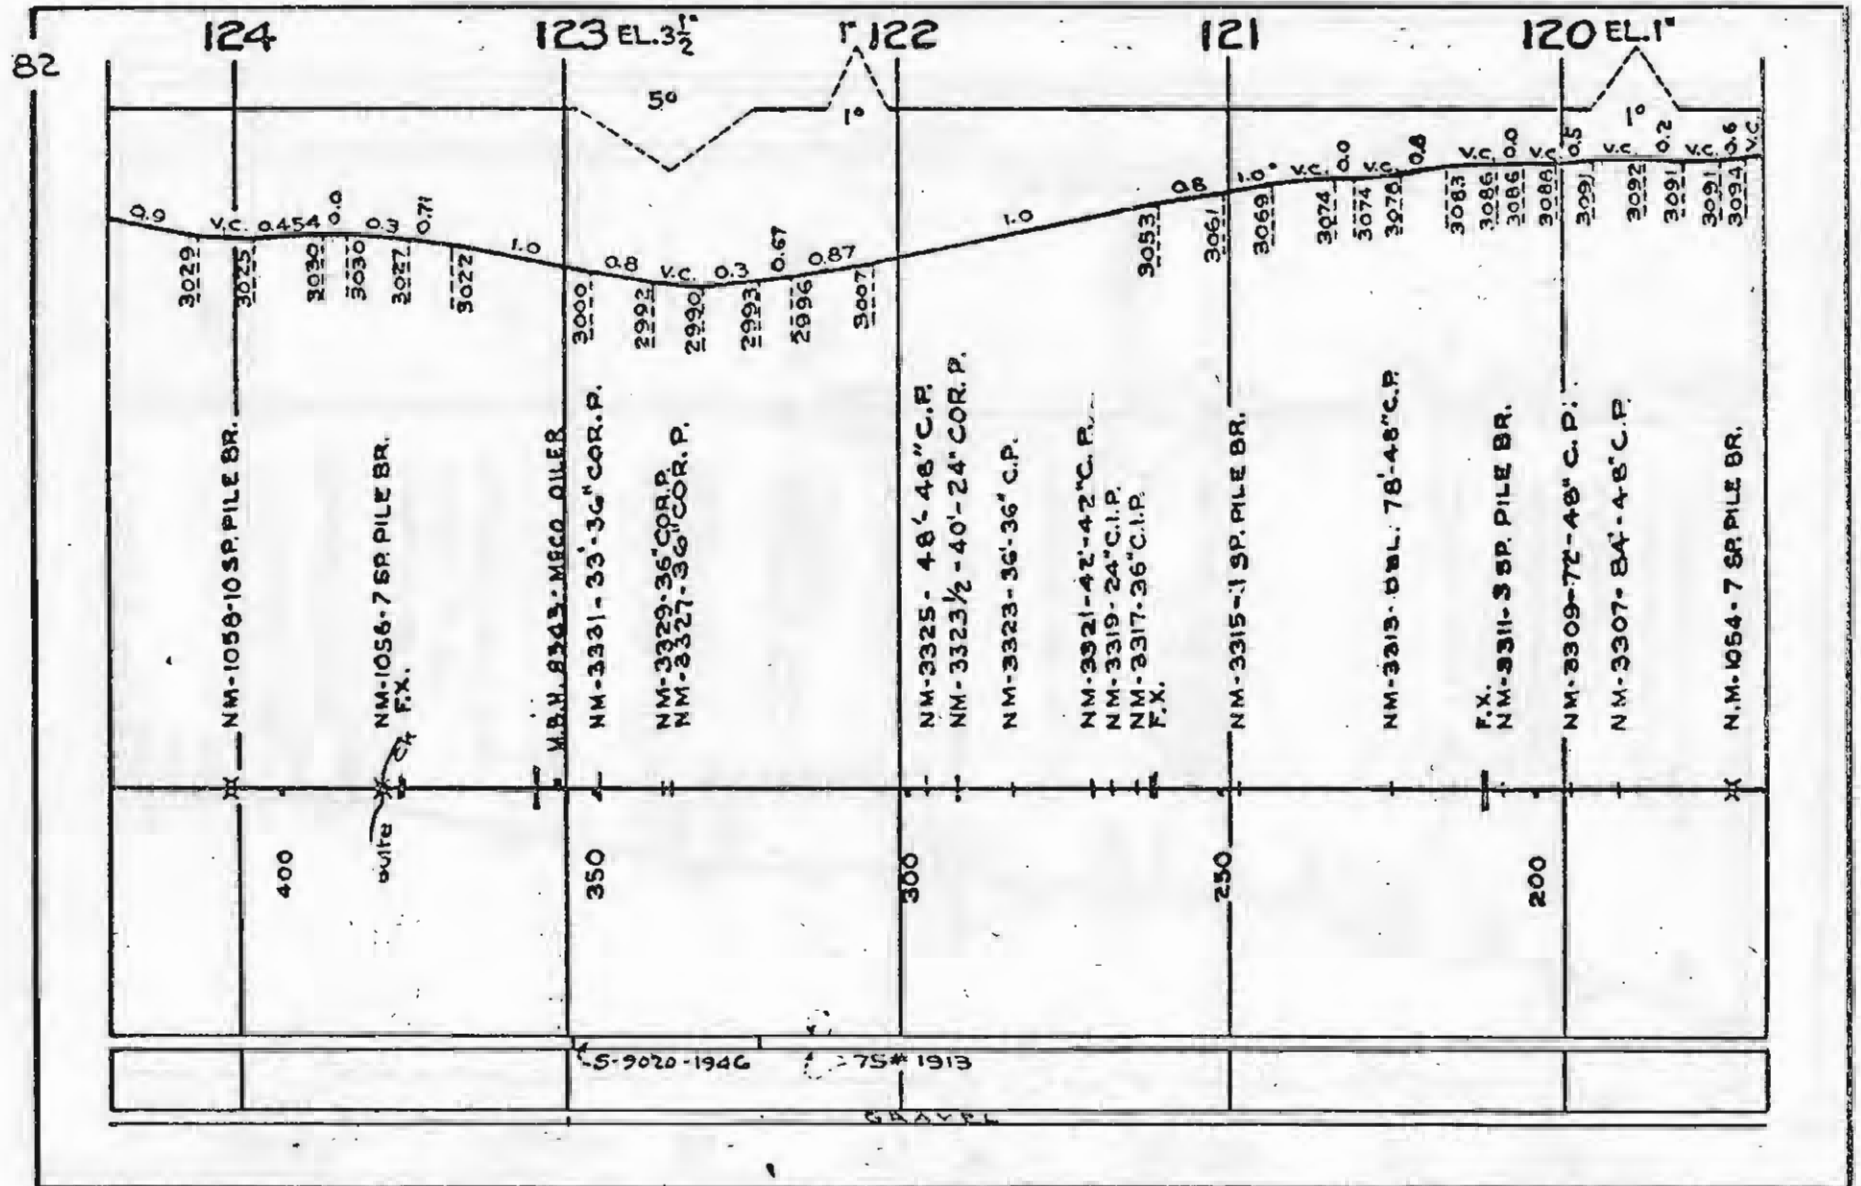 82
124
123 EL.3½"
1" 122
121
120 EL.1"
5°
1°
1°
0.9
V.C.
0.454
0.0
0.3
0.71
1.0
0.8
V.C.
0.3
0.67
0.87
1.0
0.8
1.0
V.C.
0.0
V.C.
0.8
V.C.
0.0
V.C.
0.5
V.C.
0.2
V.C.
0.6
V.C.
3029
3025
3030
3030
3027
3022
3000
2992
2990
2993
2996
3007
3053
3061
3069
3074
3074
3078
3083
3086
3086
3088
3091
3092
3091
3091
3094
NM-1058-10 SP. PILE BR.
NM-1056-7 SP. PILE BR.
F.X.
M.B.H. 8343-MECO OILER
NM-3331-33'-36" COR.P.
NM-3329-36" COR.P.
NM-3327-36" COR.P.
NM-3325-48'-48" C.P.
NM-3323½-40'-24" COR.P.
NM-3323-36'-36" C.P.
NM-3321-42'-42" C.P.
NM-3319-24" C.I.P.
NM-3317-36" C.I.P.
F.X.
NM-3315-11 SP. PILE BR.
NM-3313-DBL. 78'-48" C.P.
F.X.
NM-3311-3 SP. PILE BR.
NM-3309-72'-48" C.P.
NM-3307-84'-48" C.P.
N.M-1054-7 SP. PILE BR.
400
350
300
250
200
S-9020-1946
75# 1913
GRAVEL